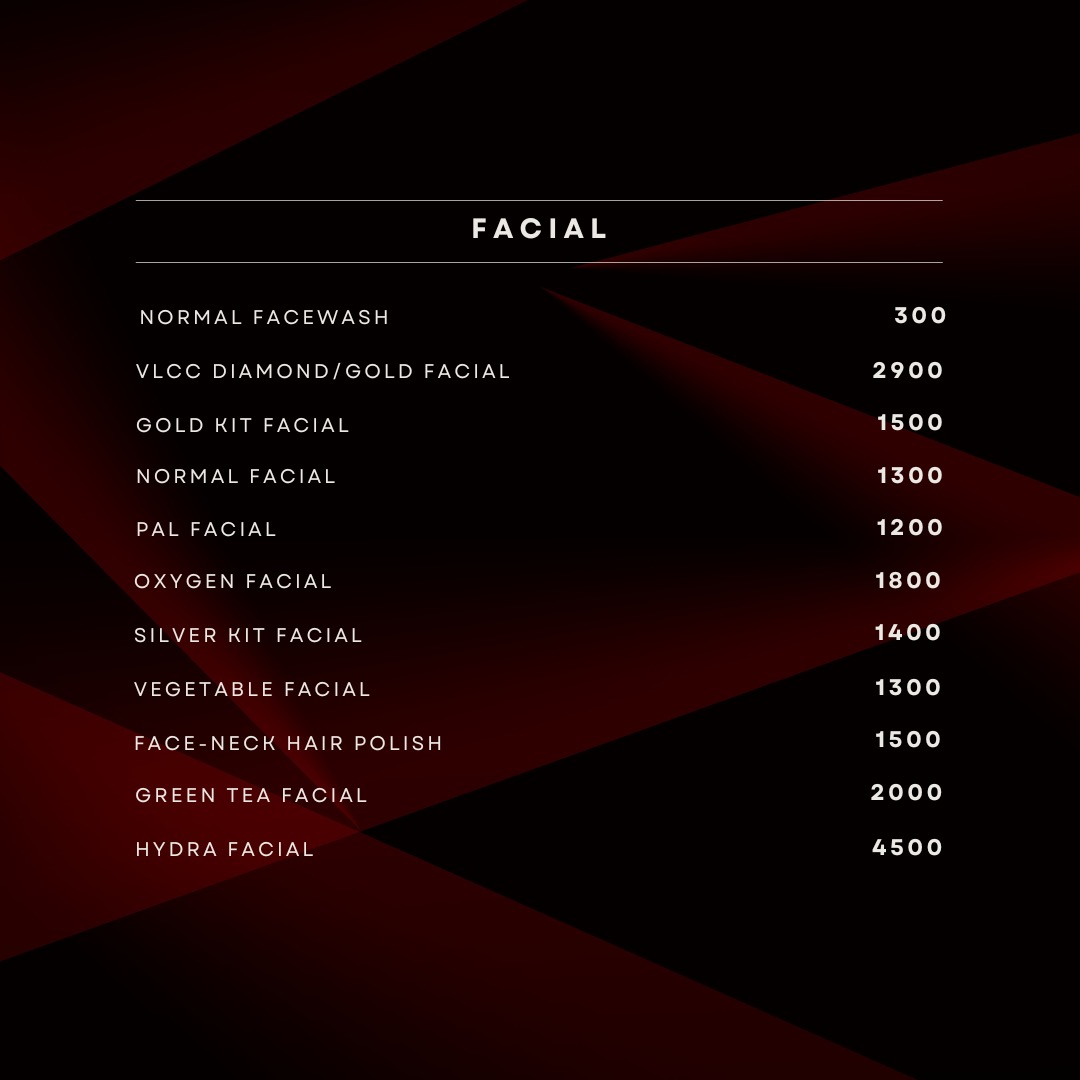 FACIAL
NORMAL FACEWASH 300
VLCC DIAMOND/GOLD FACIAL 2900
GOLD KIT FACIAL 1500
NORMAL FACIAL 1300
PAL FACIAL 1200
OXYGEN FACIAL 1800
SILVER KIT FACIAL 1400
VEGETABLE FACIAL 1300
FACE-NECK HAIR POLISH 1500
GREEN TEA FACIAL 2000
HYDRA FACIAL 4500